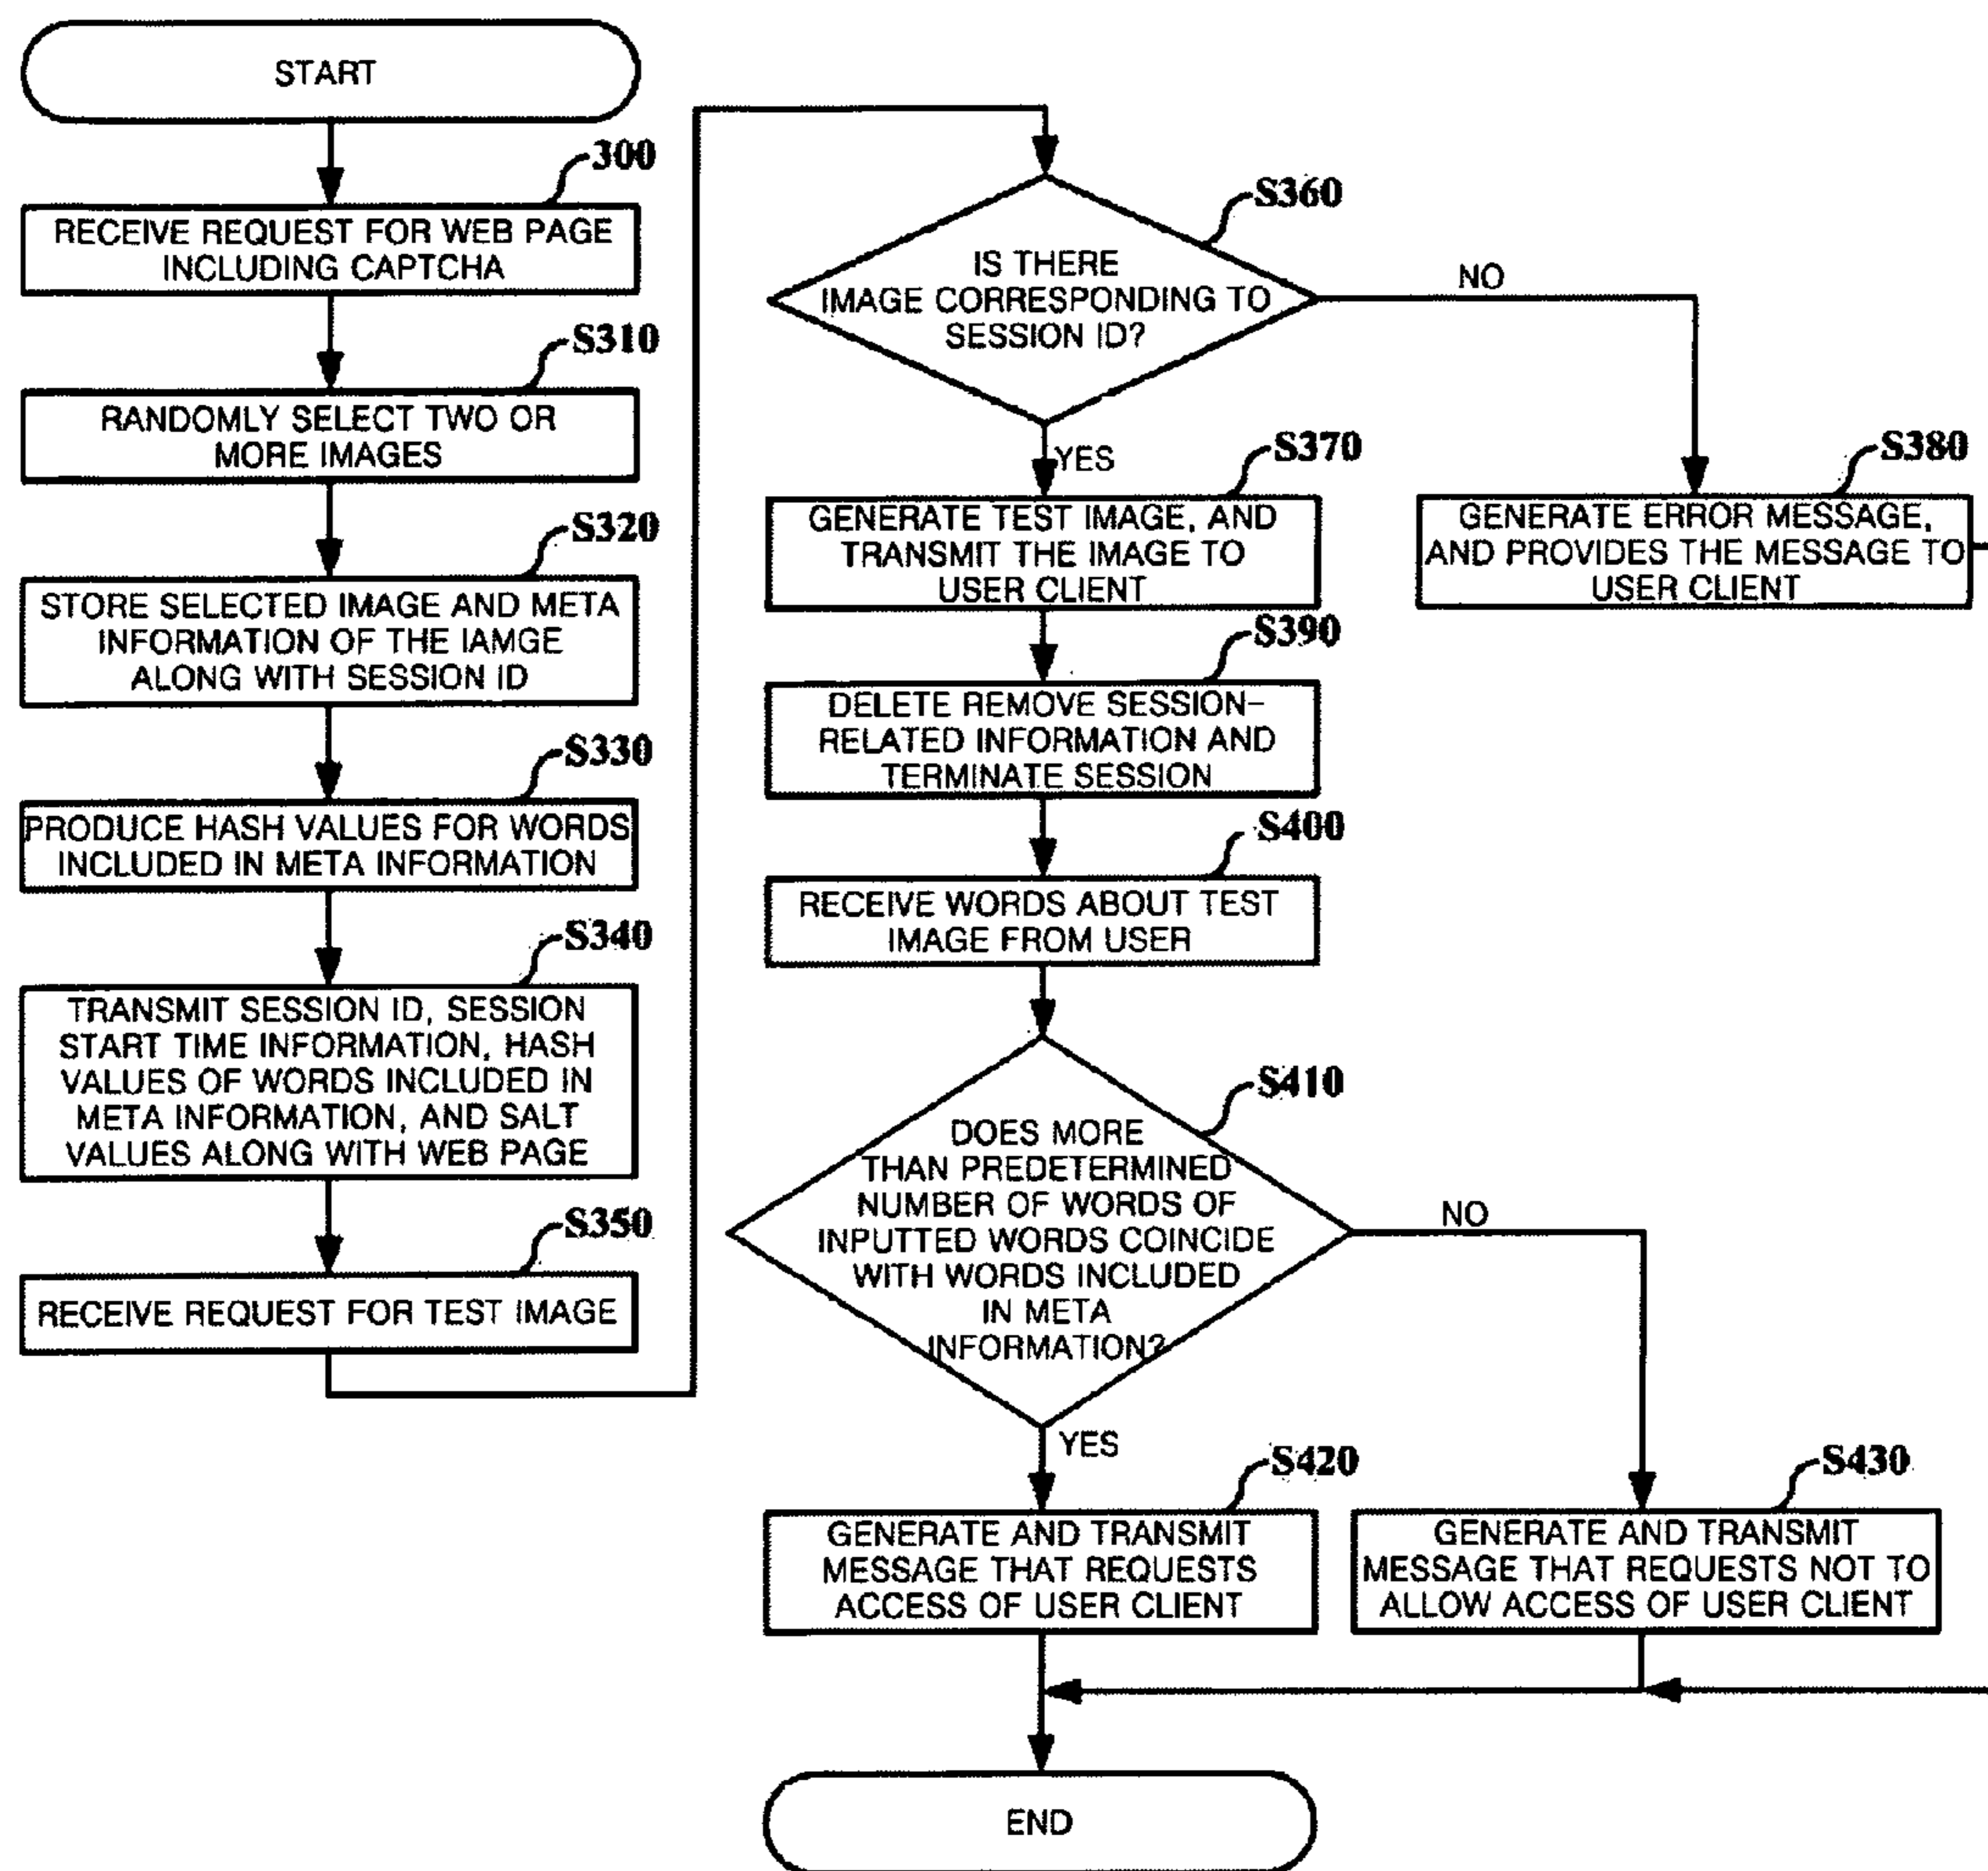 START
300
RECEIVE REQUEST FOR WEB PAGE
INCLUDING CAPTCHA
S310
RANDOMLY SELECT TWO OR
MORE IMAGES
S320
STORE SELECTED IMAGE AND META
INFORMATION OF THE IAMGE
ALONG WITH SESSION ID
S330
PRODUCE HASH VALUES FOR WORDS
INCLUDED IN META INFORMATION
S340
TRANSMIT SESSION ID, SESSION
START TIME INFORMATION, HASH
VALUES OF WORDS INCLUDED IN
META INFORMATION, AND SALT
VALUES ALONG WITH WEB PAGE
S350
RECEIVE REQUEST FOR TEST IMAGE
S360
IS THERE
IMAGE CORRESPONDING TO
SESSION ID?
NO
YES
S370
GENERATE TEST IMAGE, AND
TRANSMIT THE IMAGE TO
USER CLIENT
S380
GENERATE ERROR MESSAGE,
AND PROVIDES THE MESSAGE TO
USER CLIENT
S390
DELETE REMOVE SESSION-
RELATED INFORMATION AND
TERMINATE SESSION
S400
RECEIVE WORDS ABOUT TEST
IMAGE FROM USER
S410
DOES MORE
THAN PREDETERMINED
NUMBER OF WORDS OF
INPUTTED WORDS COINCIDE
WITH WORDS INCLUDED
IN META
INFORMATION?
NO
YES
S420
GENERATE AND TRANSMIT
MESSAGE THAT REQUESTS
ACCESS OF USER CLIENT
S430
GENERATE AND TRANSMIT
MESSAGE THAT REQUESTS NOT TO
ALLOW ACCESS OF USER CLIENT
END